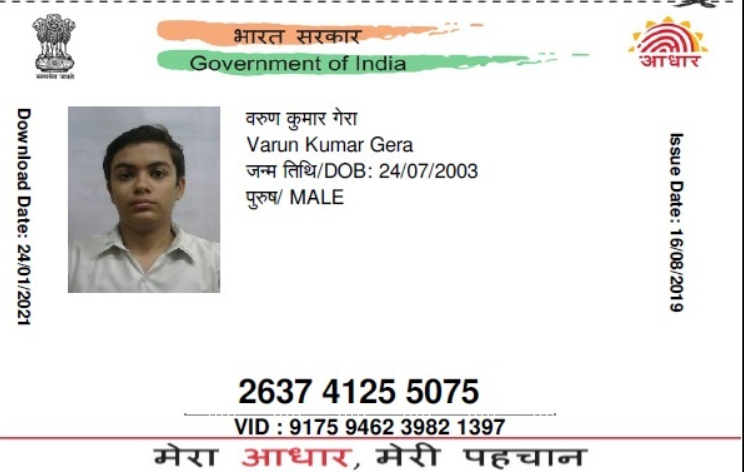 सत्यमेव जयते
भारत सरकार
Government of India
आधार
Download Date: 24/01/2021
वरुण कुमार गेरा
Varun Kumar Gera
जन्म तिथि/DOB: 24/07/2003
पुरुष/ MALE
Issue Date: 16/08/2019
2637 4125 5075
VID : 9175 9462 3982 1397
मेरा आधार, मेरी पहचान